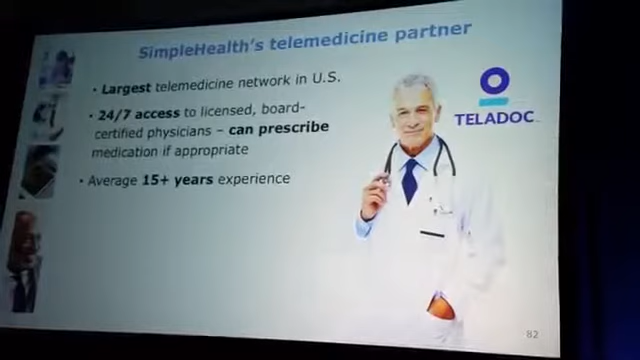 SimpleHealth's telemedicine partner
• Largest telemedicine network in U.S.
• 24/7 access to licensed, board-
certified physicians – can prescribe
medication if appropriate
• Average 15+ years experience
TELADOC
82